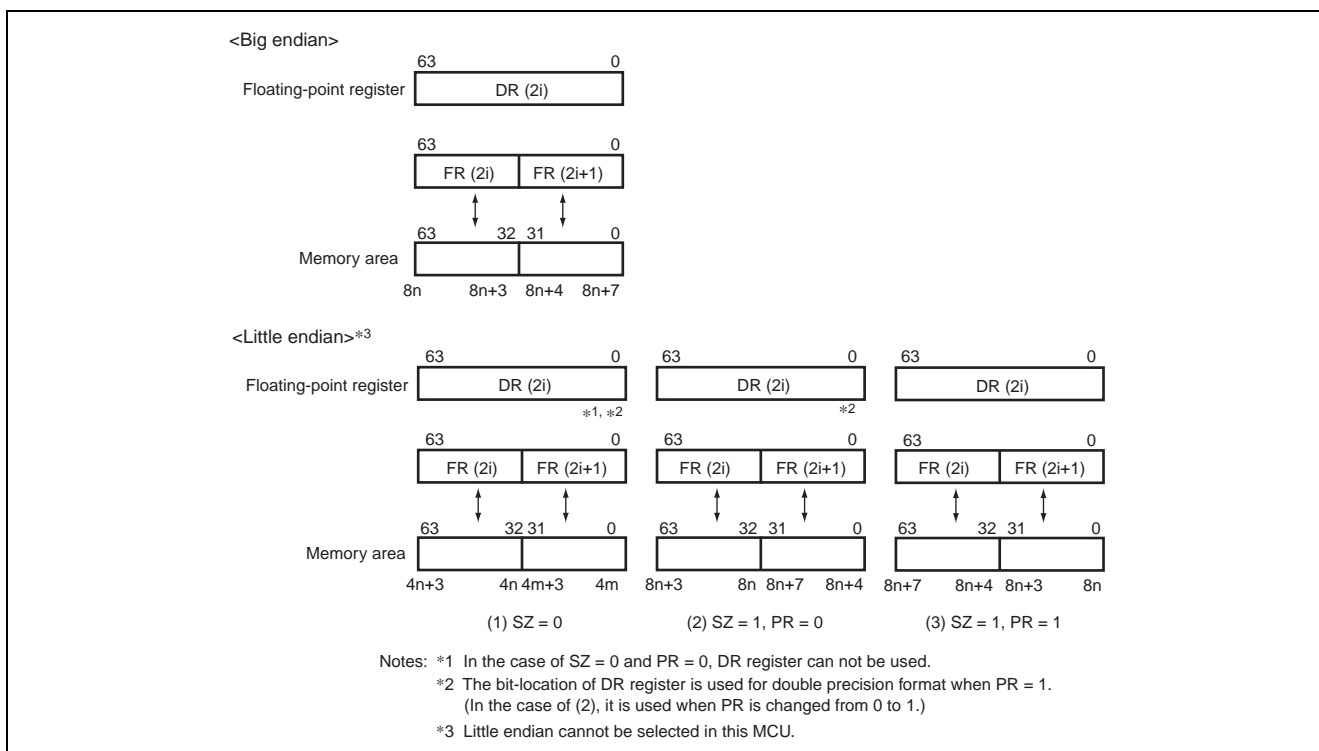 <Big endian>
63 0
Floating-point register DR (2i)
63 0
FR (2i) FR (2i+1)
63 32 31 0
Memory area
8n 8n+3 8n+4 8n+7
<Little endian>*3
63 0 63 0 63 0
Floating-point register DR (2i) DR (2i) DR (2i)
*1, *2 *2
63 0 63 0 63 0
FR (2i) FR (2i+1) FR (2i) FR (2i+1) FR (2i) FR (2i+1)
63 32 31 0 63 32 31 0 63 32 31 0
Memory area
4n+3 4n 4m+3 4m 8n+3 8n 8n+7 8n+4 8n+7 8n+4 8n+3 8n
(1) SZ = 0 (2) SZ = 1, PR = 0 (3) SZ = 1, PR = 1
Notes: *1 In the case of SZ = 0 and PR = 0, DR register can not be used.
*2 The bit-location of DR register is used for double precision format when PR = 1.
(In the case of (2), it is used when PR is changed from 0 to 1.)
*3 Little endian cannot be selected in this MCU.